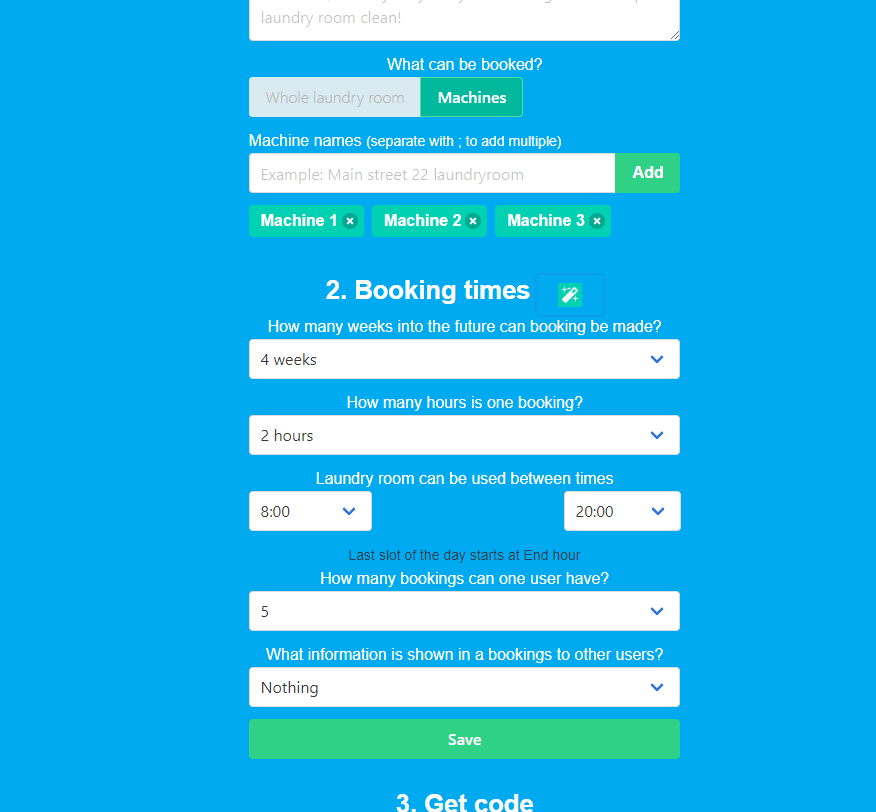 laundry room clean!
What can be booked?
Whole laundry room Machines
Machine names (separate with ; to add multiple)
Example: Main street 22 laundryroom Add
Machine 1 Machine 2 Machine 3
2. Booking times
How many weeks into the future can booking be made?
4 weeks
How many hours is one booking?
2 hours
Laundry room can be used between times
8:00 20:00
Last slot of the day starts at End hour
How many bookings can one user have?
5
What information is shown in a bookings to other users?
Nothing
Save
3. Get code